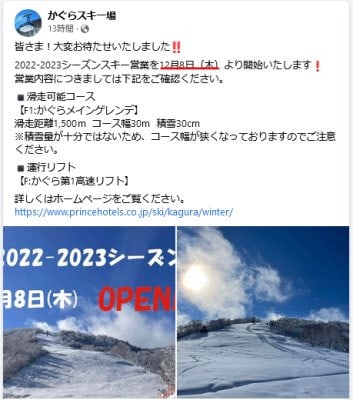 かぐらスキー場
13時間
皆さま！大変お待たせいたしました‼
2022-2023シーズンスキー営業を12月8日（木）より開始いたします❗
営業内容につきましては下記をご確認ください。
■滑走可能コース
【F1:かぐらメインゲレンデ】
滑走距離1,500m コース幅30m 積雪30cm
※積雪量が十分ではないため、コース幅が狭くなっておりますのでご注意
ください。
■運行リフト
【F:かぐら第1高速リフト】
詳しくはホームページをご覧ください。
https://www.princehotels.co.jp/ski/kagura/winter/
2022-2023シーズン
月8日(木) OPEN